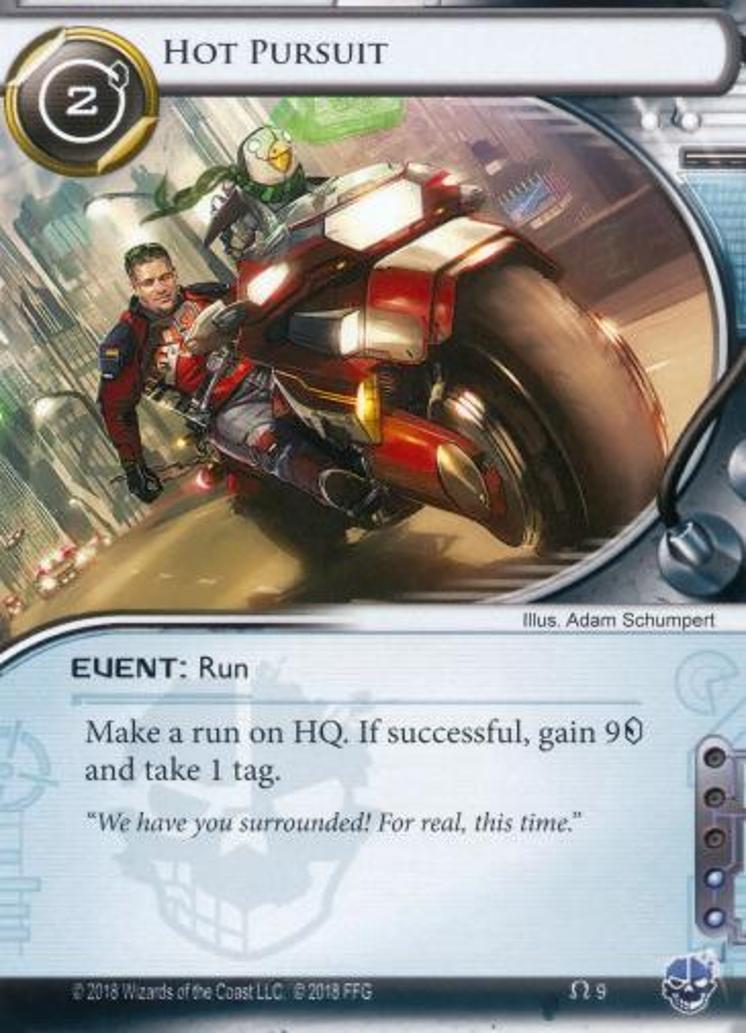 HOT PURSUIT
2
Illus. Adam Schumpert
EVENT: Run
Make a run on HQ. If successful, gain 9
and take 1 tag.
“We have you surrounded! For real, this time.”
© 2018 Wizards of the Coast LLC. © 2018 FFG
Ω 9